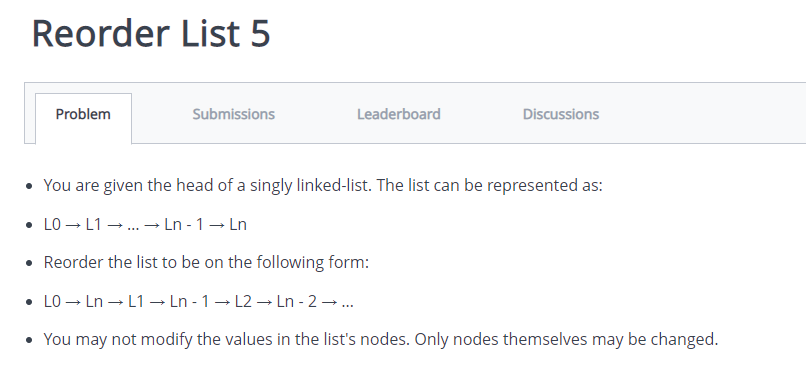 Reorder List 5
Problem Submissions Leaderboard Discussions
• You are given the head of a singly linked-list. The list can be represented as:
• L0 → L1 → ... → Ln - 1 → Ln
• Reorder the list to be on the following form:
• L0 → Ln → L1 → Ln - 1 → L2 → Ln - 2 → ...
• You may not modify the values in the list's nodes. Only nodes themselves may be changed.